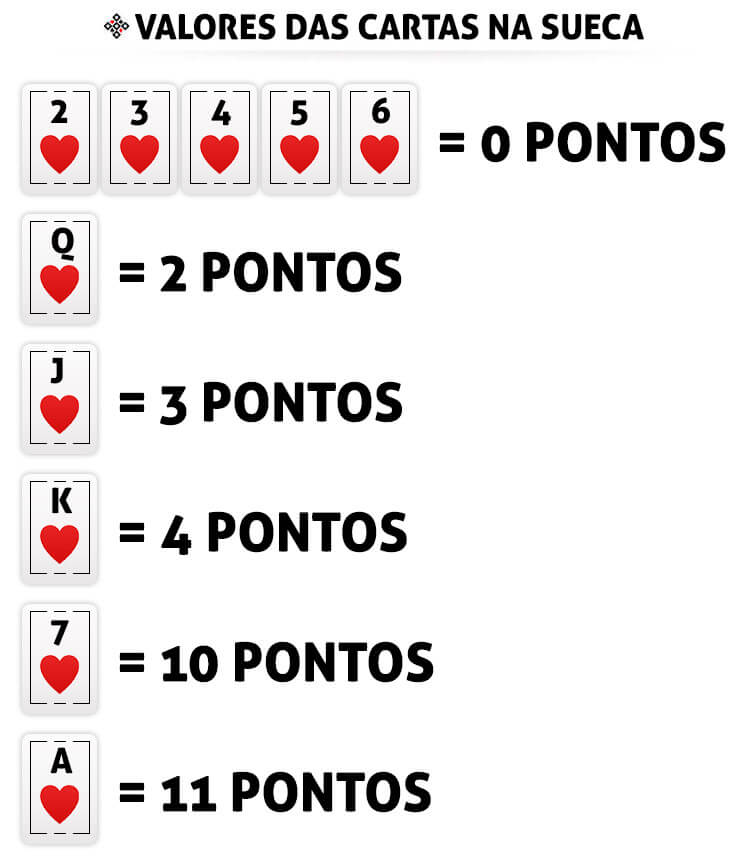 VALORES DAS CARTAS NA SUECA
2 3 4 5 6 = 0 PONTOS
Q = 2 PONTOS
J = 3 PONTOS
K = 4 PONTOS
7 = 10 PONTOS
A = 11 PONTOS